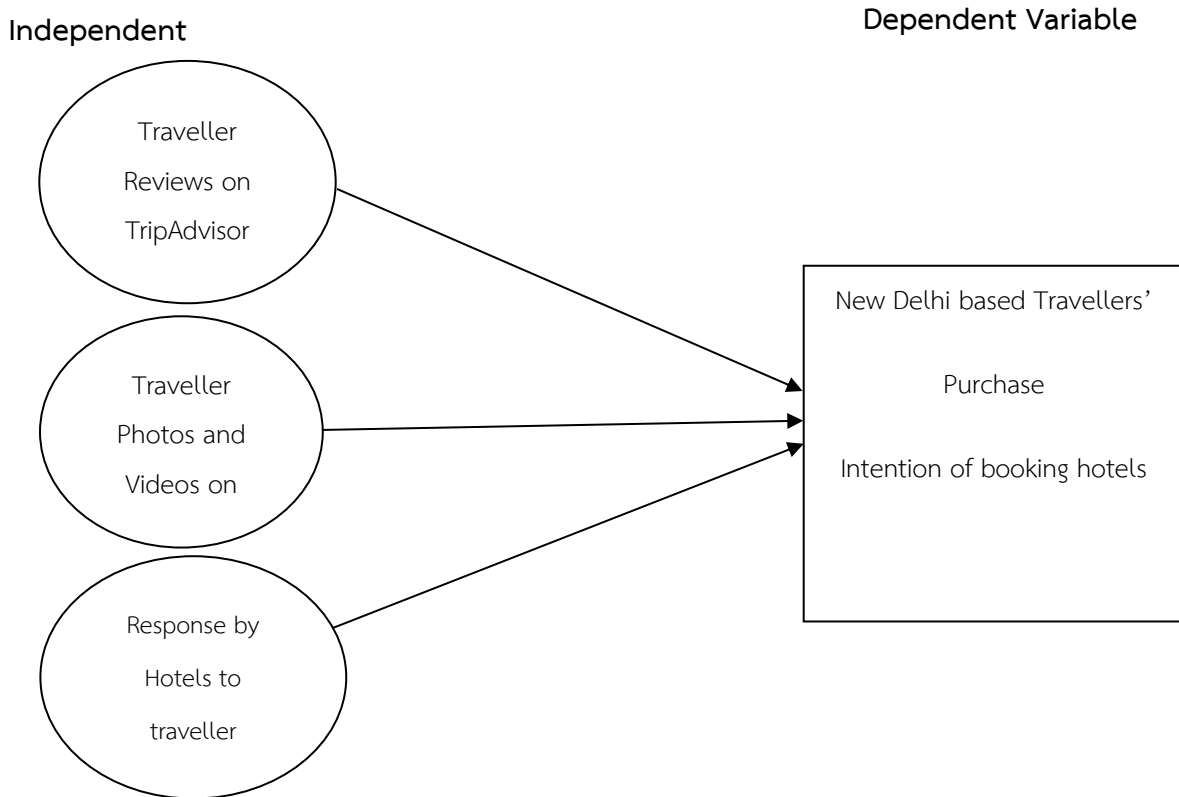 Independent
Dependent Variable
Traveller
Reviews on
TripAdvisor
Traveller
Photos and
Videos on
Response by
Hotels to
traveller
New Delhi based Travellers’
Purchase
Intention of booking hotels